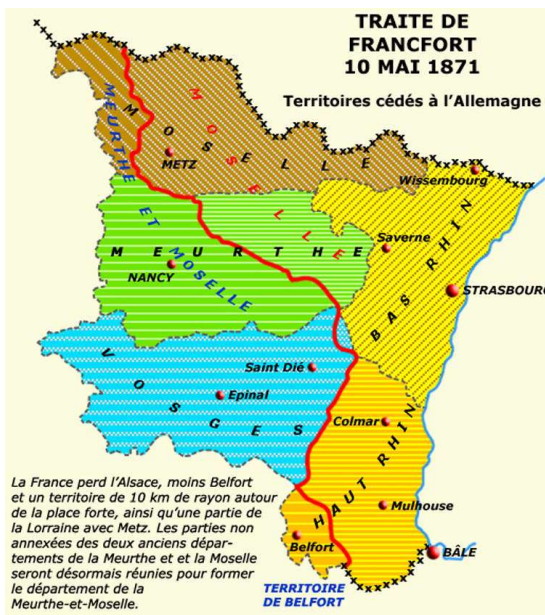 TRAITE DE
FRANCFORT
10 MAI 1871
Territoires cédés à l'Allemagne
MOSELLE
MEURTHE ET MOSELLE
MOSELLE
METZ
Wissembourg
BAS RHIN
Saverne
MEURTHE
NANCY
STRASBOURG
VOSGES
Saint Dié
Epinal
Colmar
HAUT RHIN
Mulhouse
Belfort
BÂLE
TERRITOIRE
DE BELFORT
La France perd l'Alsace, moins Belfort
et un territoire de 10 km de rayon autour
de la place forte, ainsi qu'une partie de
la Lorraine avec Metz. Les parties non
annexées des deux anciens dépar-
tements de la Meurthe et et la Moselle
seront désormais réunies pour former
le département de la
Meurthe-et-Moselle.